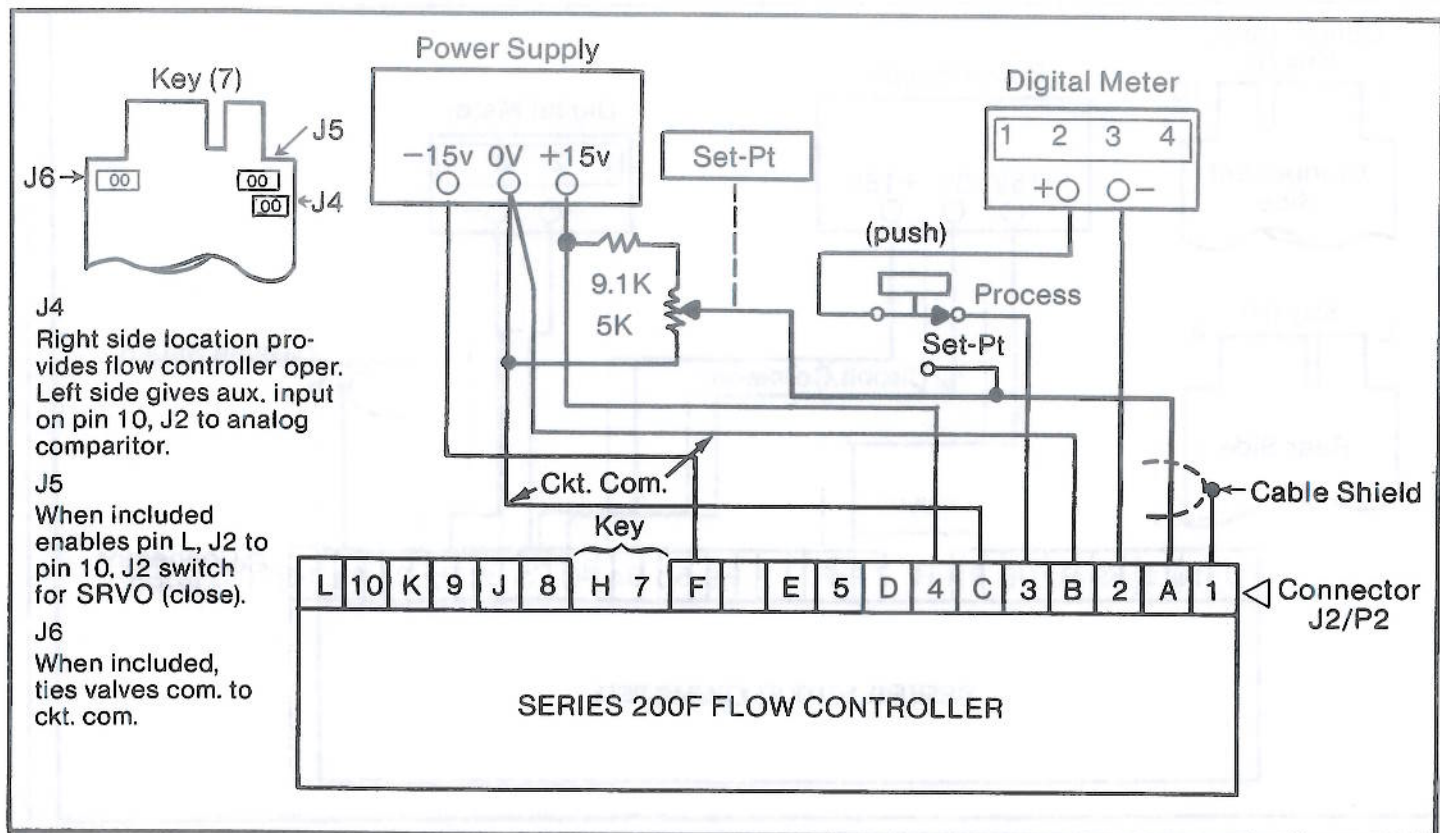 Power Supply
Key (7)
J5
J6
00
00
00
J4
−15v 0V +15v
Set-Pt
Digital Meter
1 2 3 4
+ −
(push)
9.1K
5K
Process
Set-Pt
J4
Right side location pro-
vides flow controller oper.
Left side gives aux. input
on pin 10, J2 to analog
comparitor.
J5
When included
enables pin L, J2 to
pin 10, J2 switch
for SRVO (close).
J6
When included,
ties valves com. to
ckt. com.
Ckt. Com.
Cable Shield
Key
L 10 K 9 J 8 H 7 F E 5 D 4 C 3 B 2 A 1
Connector
J2/P2
SERIES 200F FLOW CONTROLLER